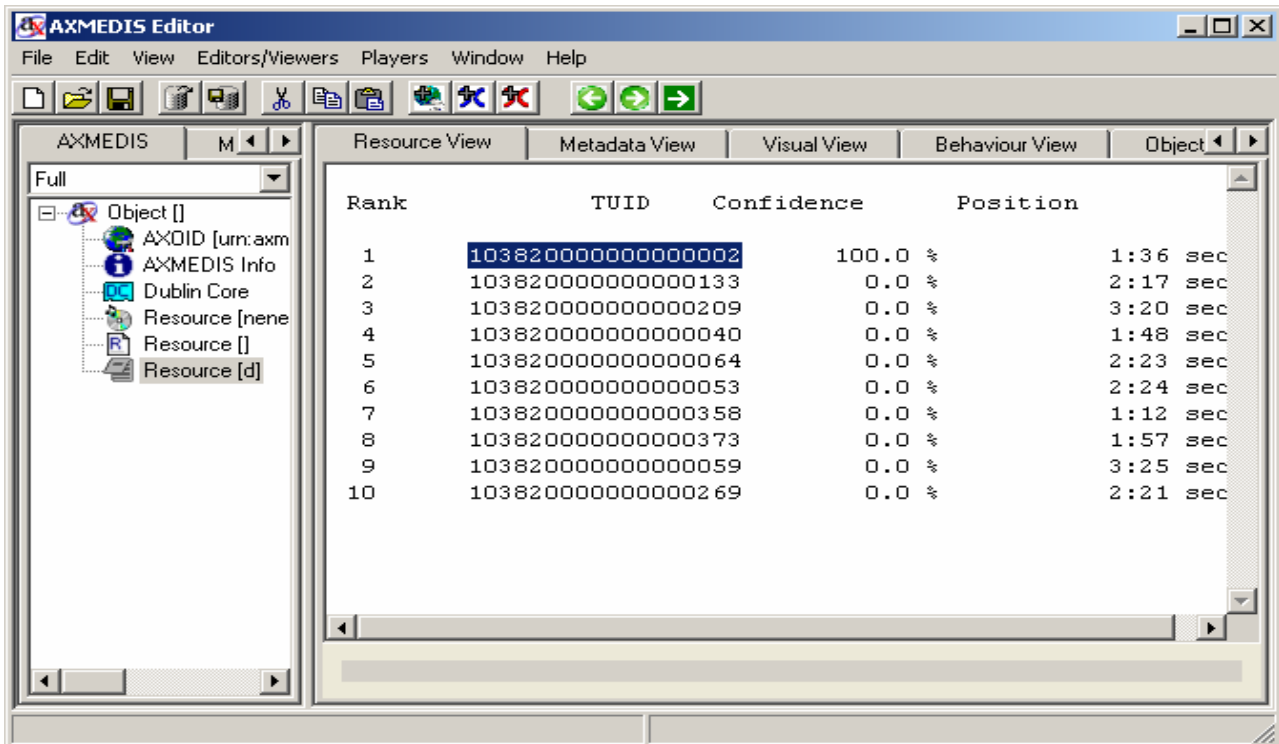 AXMEDIS Editor
File Edit View Editors/Viewers Players Window Help
AXMEDIS M
Resource View Metadata View Visual View Behaviour View Object
Full
Object []
AXOID [urn:axm
AXMEDIS Info
DC Dublin Core
Resource [nene
R Resource []
Resource [d]
Rank TUID Confidence Position
1 103820000000000002 100.0 % 1:36 sec
2 103820000000000133 0.0 % 2:17 sec
3 103820000000000209 0.0 % 3:20 sec
4 103820000000000040 0.0 % 1:48 sec
5 103820000000000064 0.0 % 2:23 sec
6 103820000000000053 0.0 % 2:24 sec
7 103820000000000358 0.0 % 1:12 sec
8 103820000000000373 0.0 % 1:57 sec
9 103820000000000059 0.0 % 3:25 sec
10 103820000000000269 0.0 % 2:21 sec